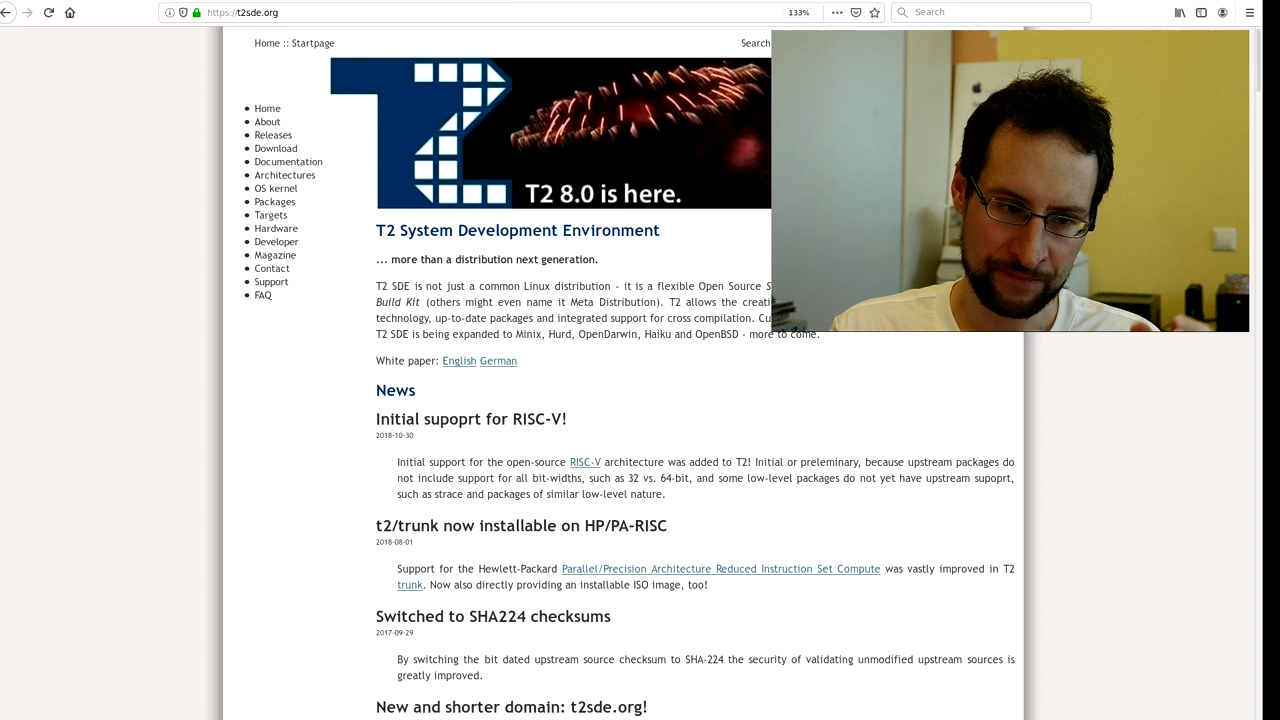 https://t2sde.org
133%
Search
Home :: Startpage
Search
Home
About
Releases
Download
Documentation
Architectures
OS kernel
Packages
Targets
Hardware
Developer
Magazine
Contact
Support
FAQ
T2 8.0 is here.
T2 System Development Environment
... more than a distribution next generation.
T2 SDE is not just a common Linux distribution - it is a flexible Open Source
Build Kit (others might even name it Meta Distribution). T2 allows the
technology, up-to-date packages and integrated support for cross compilation.
T2 SDE is being expanded to Minix, Hurd, OpenDarwin, Haiku and OpenBSD - more to come.
White paper: English German
News
Initial supoprt for RISC-V!
2018-10-30
Initial support for the open-source RISC-V architecture was added to T2! Initial or preleminary, because upstream packages do
not include support for all bit-widths, such as 32 vs. 64-bit, and some low-level packages do not yet have upstream supoprt,
such as strace and packages of similar low-level nature.
t2/trunk now installable on HP/PA-RISC
2018-08-01
Support for the Hewlett-Packard Parallel/Precision Architecture Reduced Instruction Set Compute was vastly improved in T2
trunk. Now also directly providing an installable ISO image, too!
Switched to SHA224 checksums
2017-09-29
By switching the bit dated upstream source checksum to SHA-224 the security of validating unmodified upstream sources is
greatly improved.
New and shorter domain: t2sde.org!